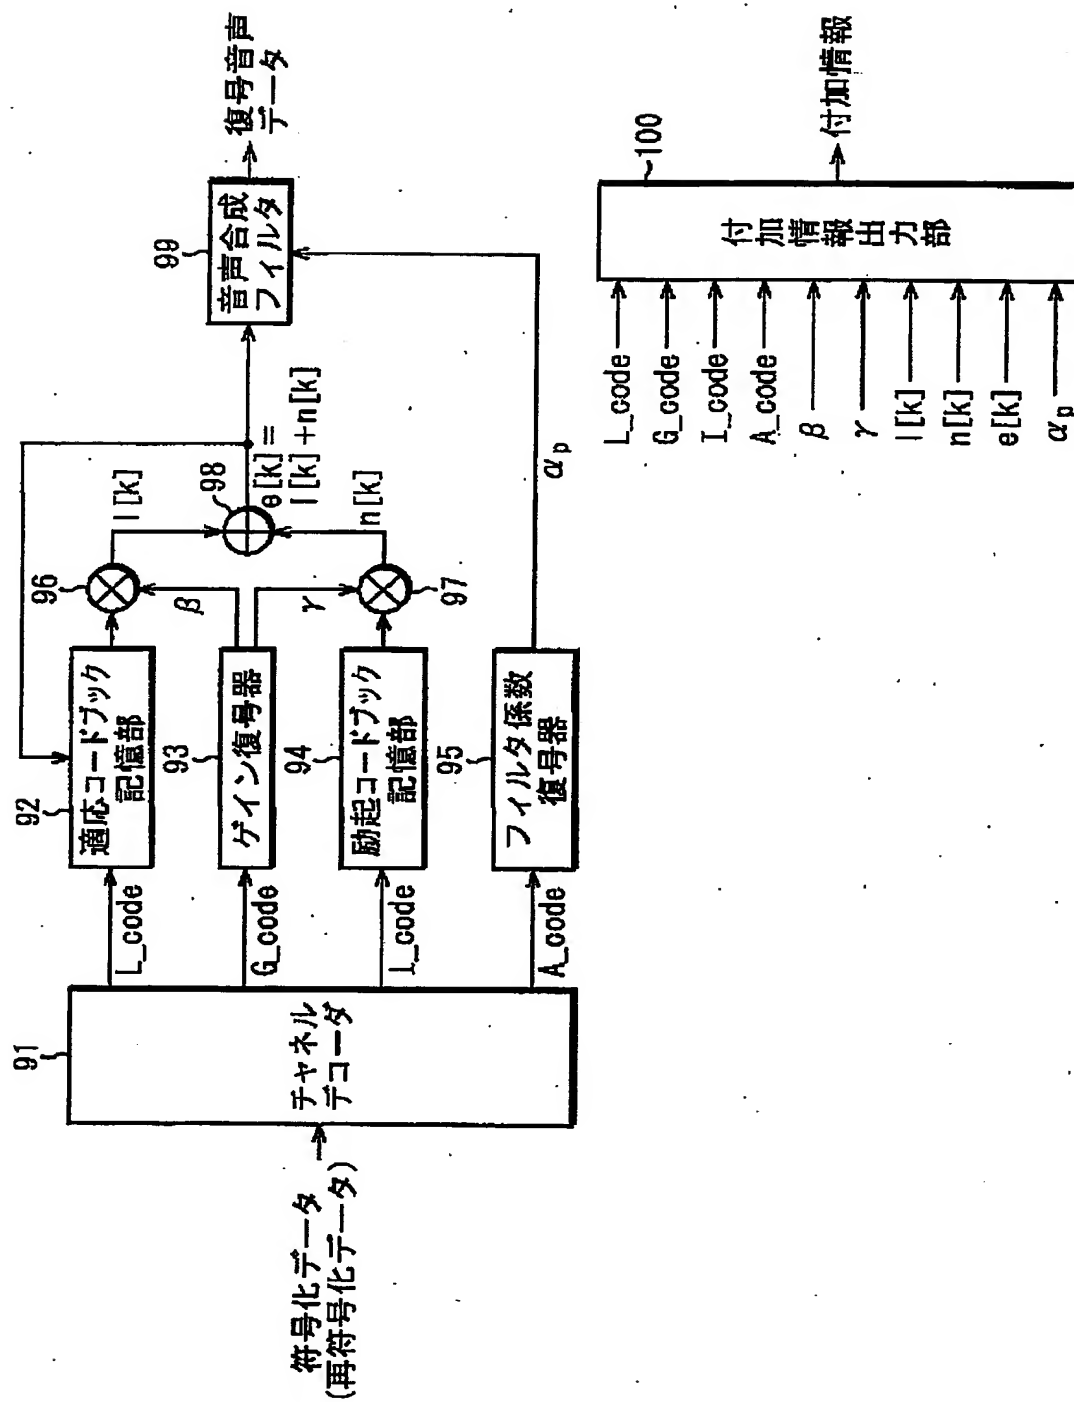 符号化データ
(再符号化データ)
91
チャネル
デコーダ
L_code
G_code
I_code
A_code
92
適応コードブック
記憶部
93
ゲイン復号器
94
励起コードブック
記憶部
95
フィルタ係数
復号器
96
β
γ
97
l[k]
98
e[k]=
l[k]+n[k]
n[k]
αp
99
音声合成
フィルタ
復号音声
データ
L_code
G_code
I_code
A_code
β
γ
l[k]
n[k]
e[k]
αp
100
付加情報出力部
付加情報